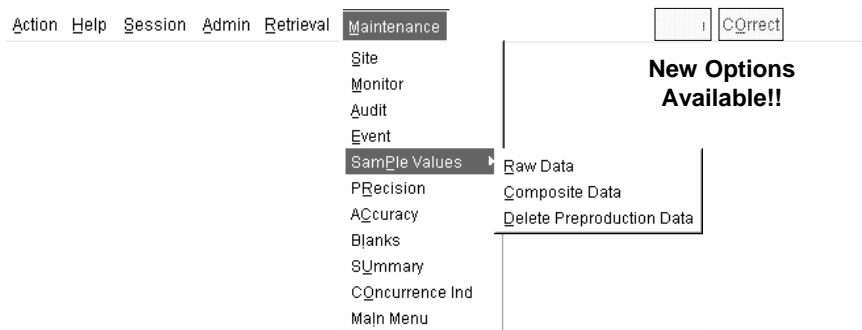 Action Help Session Admin Retrieval Maintenance COrrect
New Options
Available!!
Site
Monitor
Audit
Event
SamPle Values
Raw Data
Composite Data
Delete Preproduction Data
PRecision
ACcuracy
Blanks
SUmmary
COncurrence Ind
MaIn Menu